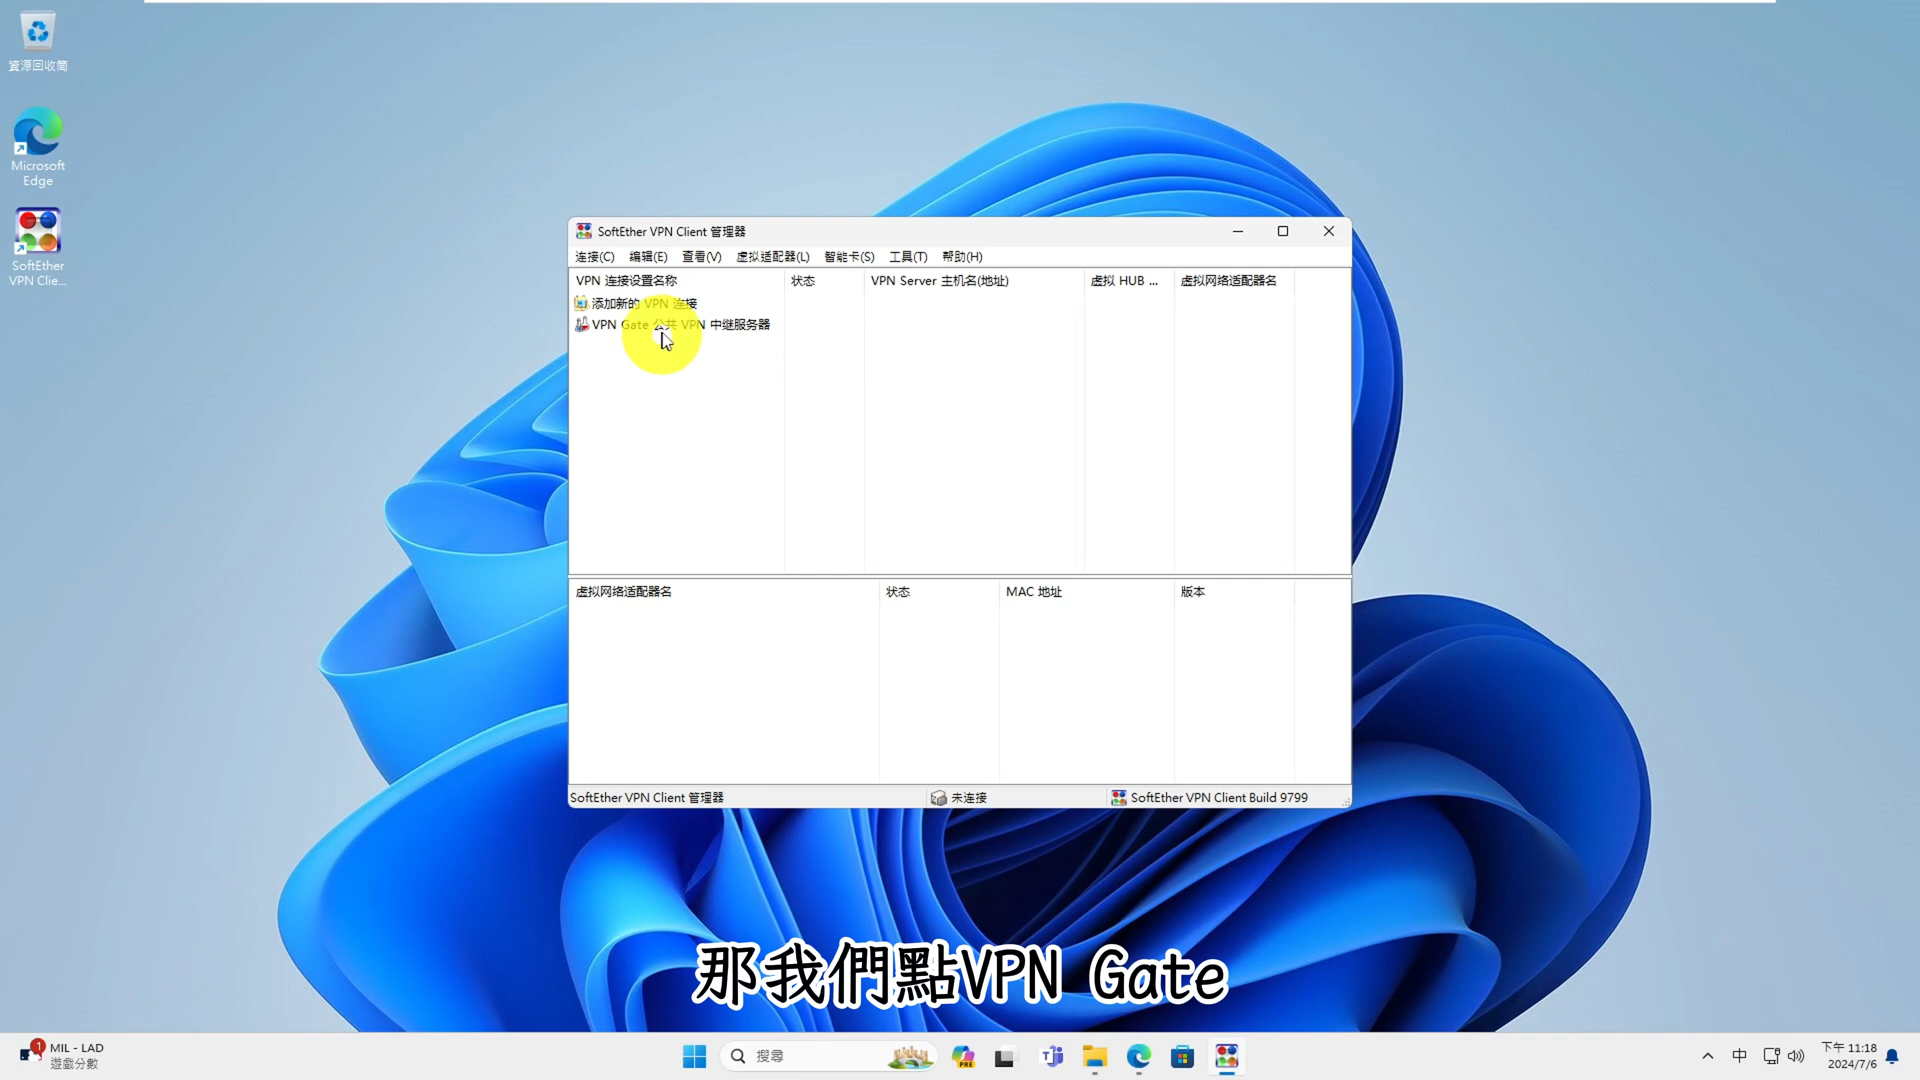 資源回收筒
Microsoft
Edge
SoftEther
VPN Clie...
SoftEther VPN Client 管理器
连接(C) 编辑(E) 查看(V) 虚拟适配器(L) 智能卡(S) 工具(T) 帮助(H)
VPN 连接设置名称 状态 VPN Server 主机名(地址) 虚拟 HUB ... 虚拟网络适配器名
添加新的 VPN 连接
VPN Gate 公共 VPN 中继服务器
虚拟网络适配器名 状态 MAC 地址 版本
SoftEther VPN Client 管理器 未连接 SoftEther VPN Client Build 9799
那我們點VPN Gate
1 MIL - LAD
遊戲分數
搜尋
PRE
中
下午 11:18
2024/7/6